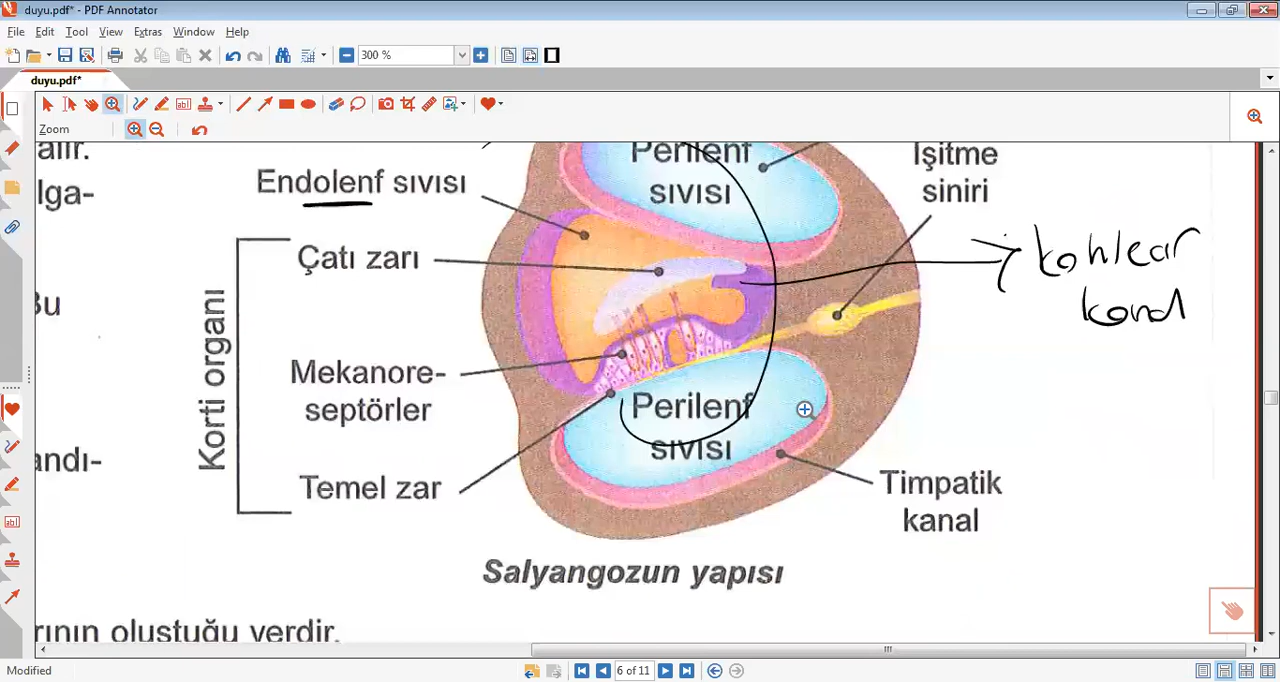 duyu.pdf* - PDF Annotator
File Edit Tool View Extras Window Help
300 %
duyu.pdf*
Zoom
alır.
lga-
Bu
andı-
Endolenf sıvısı
Çatı zarı
Korti organı
Mekanore-
septörler
Temel zar
Perilenf
sıvısı
İşitme
siniri
kohlear
kanal
Perilenf
sıvısı
Timpatik
kanal
Salyangozun yapısı
rının oluştuğu yerdir.
Modified
6 of 11